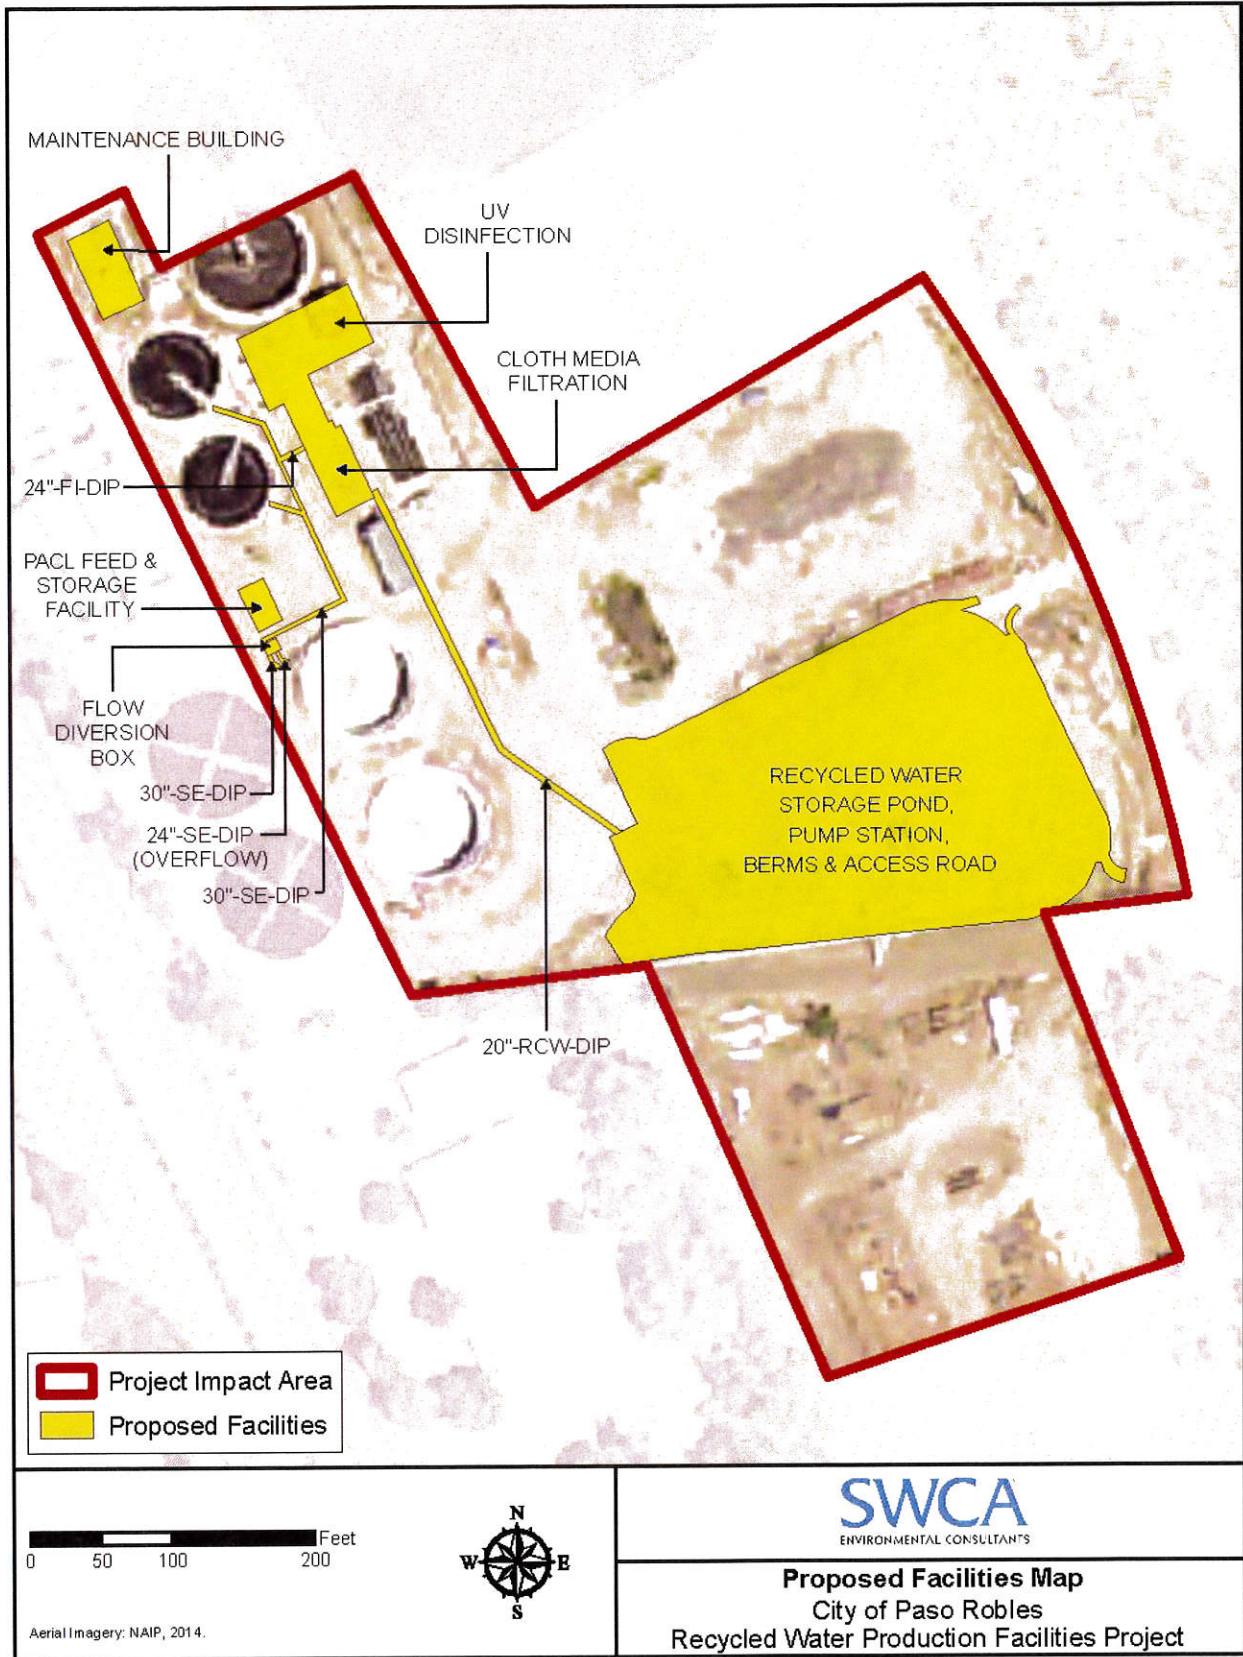 MAINTENANCE BUILDING
UV
DISINFECTION
CLOTH MEDIA
FILTRATION
24"-FI-DIP
PACL FEED &
STORAGE
FACILITY
FLOW
DIVERSION
BOX
30"-SE-DIP
24"-SE-DIP
(OVERFLOW)
30"-SE-DIP
RECYCLED WATER
STORAGE POND,
PUMP STATION,
BERMS & ACCESS ROAD
20"-RCW-DIP
Project Impact Area
Proposed Facilities
Feet
0 50 100 200
N
W E
S
Aerial Imagery: NAIP, 2014.
SWCA
ENVIRONMENTAL CONSULTANTS
Proposed Facilities Map
City of Paso Robles
Recycled Water Production Facilities Project